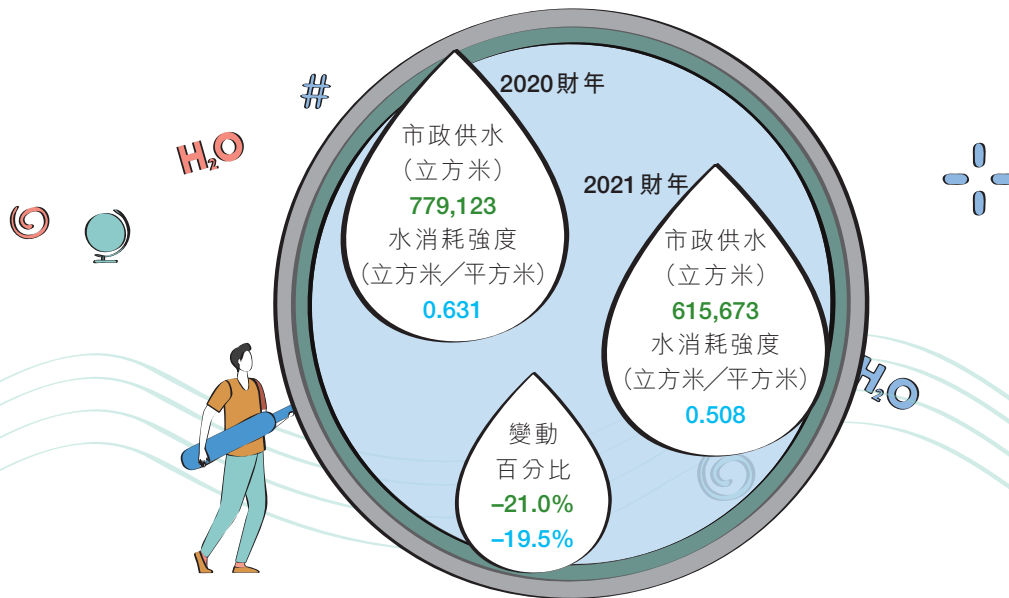 2020財年
市政供水
(立方米)
779,123
水消耗強度
(立方米／平方米)
0.631
2021財年
市政供水
(立方米)
615,673
水消耗強度
(立方米／平方米)
0.508
變動
百分比
–21.0%
–19.5%
#
H₂O
H₂O